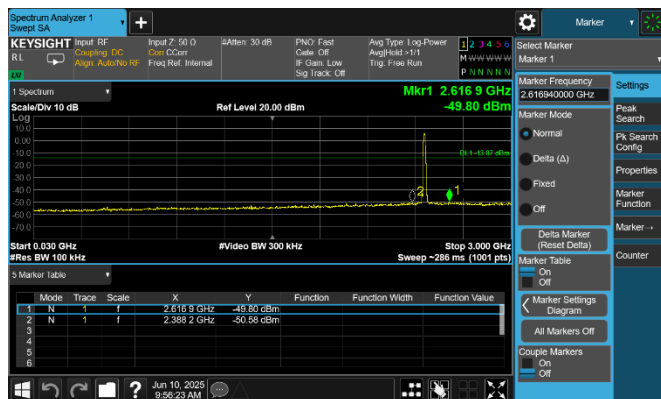 Spectrum Analyzer 1
Swept SA
Marker
KEYSIGHT
RL
LXI
Input: RF
Coupling: DC
Align: Auto/No RF
Input Z: 50 Ω
Corr CCorr
Freq Ref: Internal
#Atten: 30 dB
PNO: Fast
Gate: Off
IF Gain: Low
Sig Track: Off
Avg Type: Log-Power
Avg|Hold:>1/1
Trig: Free Run
1 2 3 4 5 6
M W W W W W
P N N N N N
Select Marker
Marker 1
1 Spectrum
Scale/Div 10 dB
Log
Ref Level 20.00 dBm
Mkr1 2.616 9 GHz
-49.80 dBm
10.0
0.00
-10.0
-20.0
-30.0
-40.0
-50.0
-60.0
-70.0
DL1 -13.87 dBm
2
1
Start 0.030 GHz
#Res BW 100 kHz
#Video BW 300 kHz
Stop 3.000 GHz
Sweep ~286 ms (1001 pts)
5 Marker Table
Mode Trace Scale X Y Function Function Width Function Value
1 N 1 f 2.616 9 GHz -49.80 dBm
2 N 1 f 2.388 2 GHz -50.58 dBm
3
4
5
6
Jun 10, 2025
9:56:23 AM
Marker Frequency
2.616940000 GHz
Marker Mode
Normal
Delta (Δ)
Fixed
Off
Delta Marker
(Reset Delta)
Marker Table
On
Off
Marker Settings
Diagram
All Markers Off
Couple Markers
On
Off
Settings
Peak
Search
Pk Search
Config
Properties
Marker
Function
Marker→
Counter